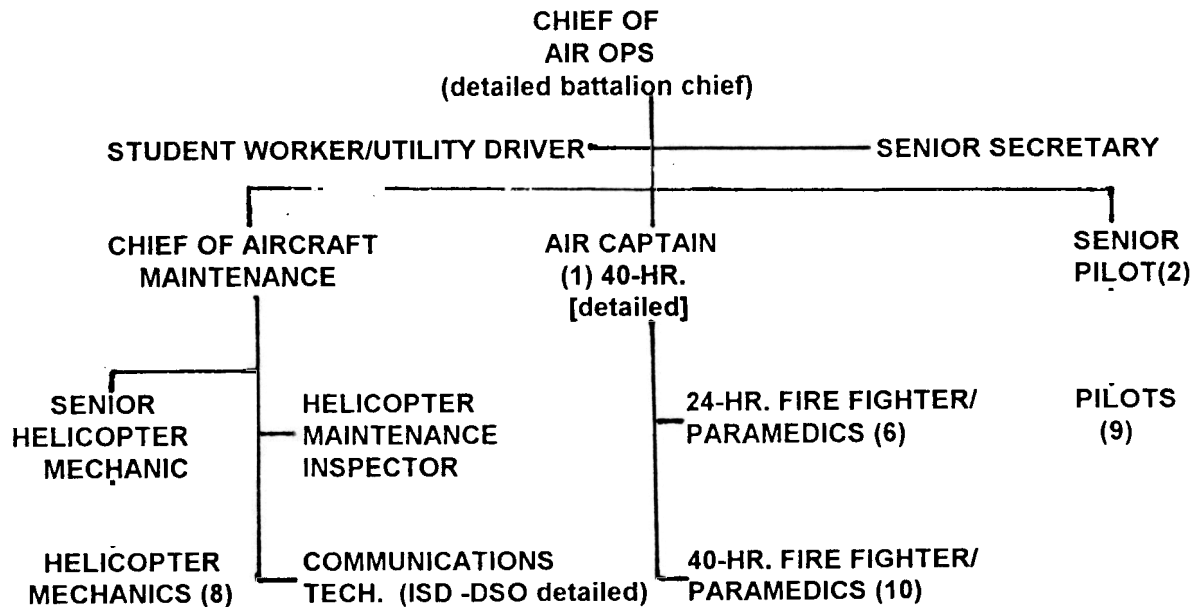 CHIEF OF
AIR OPS
(detailed battalion chief)
STUDENT WORKER/UTILITY DRIVER
SENIOR SECRETARY
CHIEF OF AIRCRAFT
MAINTENANCE
AIR CAPTAIN
(1) 40-HR.
[detailed]
SENIOR
PILOT(2)
SENIOR
HELICOPTER
MECHANIC
HELICOPTER
MAINTENANCE
INSPECTOR
24-HR. FIRE FIGHTER/
PARAMEDICS (6)
PILOTS
(9)
HELICOPTER
MECHANICS (8)
COMMUNICATIONS
TECH. (ISD -DSO detailed)
40-HR. FIRE FIGHTER/
PARAMEDICS (10)